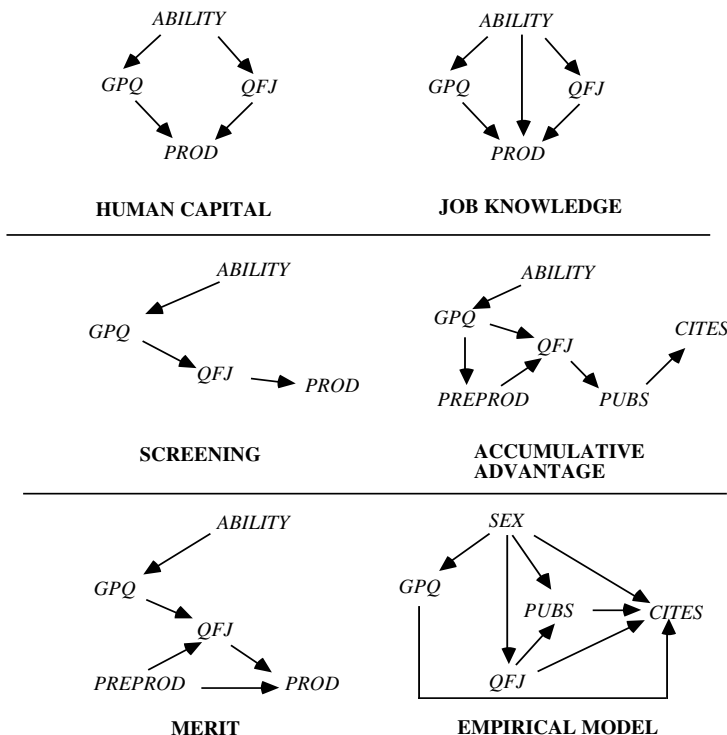 ABILITY
GPQ
QFJ
PROD
HUMAN CAPITAL
ABILITY
GPQ
QFJ
PROD
JOB KNOWLEDGE
ABILITY
GPQ
QFJ
PROD
SCREENING
ABILITY
GPQ
QFJ
CITES
PREPROD
PUBS
ACCUMULATIVE
ADVANTAGE
ABILITY
GPQ
QFJ
PREPROD
PROD
MERIT
SEX
GPQ
PUBS
CITES
QFJ
EMPIRICAL MODEL